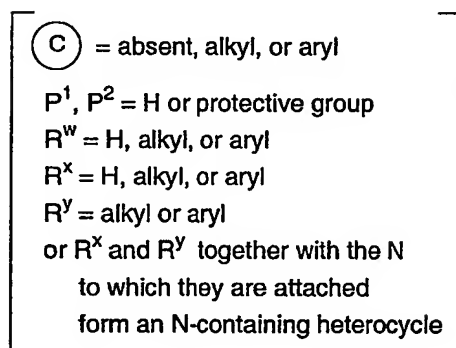 C = absent, alkyl, or aryl
P¹, P² = H or protective group
Rʷ = H, alkyl, or aryl
Rˣ = H, alkyl, or aryl
Rʸ = alkyl or aryl
or Rˣ and Rʸ together with the N
to which they are attached
form an N-containing heterocycle